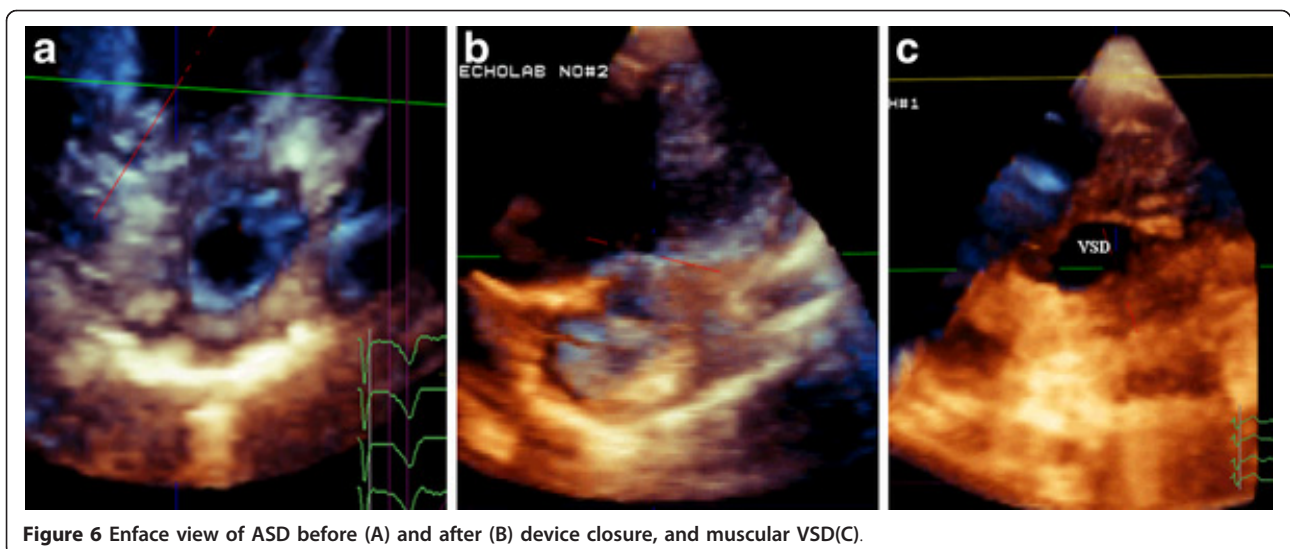 a
b
c
ECHOLAB NO#2
H#1
VSD
Figure 6 Enface view of ASD before (A) and after (B) device closure, and muscular VSD(C).